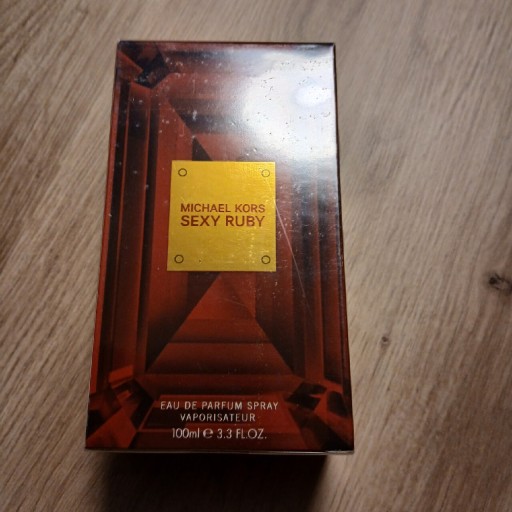 MICHAEL KORS
SEXY RUBY
EAU DE PARFUM SPRAY
VAPORISATEUR
100ml ℮ 3.3 FL.OZ.